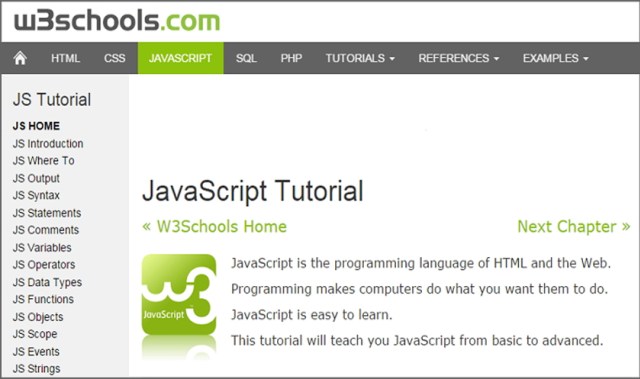 w3schools.com
HTML CSS JAVASCRIPT SQL PHP TUTORIALS REFERENCES EXAMPLES
JS Tutorial
JS HOME
JS Introduction
JS Where To
JS Output
JS Syntax
JS Statements
JS Comments
JS Variables
JS Operators
JS Data Types
JS Functions
JS Objects
JS Scope
JS Events
JS Strings
JavaScript Tutorial
« W3Schools Home Next Chapter »
w3
JavaScript
JavaScript is the programming language of HTML and the Web.
Programming makes computers do what you want them to do.
JavaScript is easy to learn.
This tutorial will teach you JavaScript from basic to advanced.